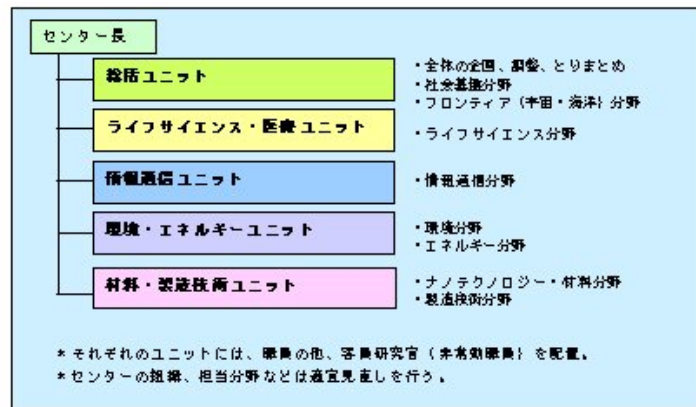 センター長
総括ユニット
・全体の企画、調整、とりまとめ
・社会基盤分野
・フロンティア（宇宙・海洋）分野
ライフサイエンス・医療ユニット
・ライフサイエンス分野
情報通信ユニット
・情報通信分野
環境・エネルギーユニット
・環境分野
・エネルギー分野
材料・製造技術ユニット
・ナノテクノロジー・材料分野
・製造技術分野
＊それぞれのユニットには、職員の他、客員研究官（非常勤職員）を配置。
＊センターの組織、担当分野などは適宜見直しを行う。